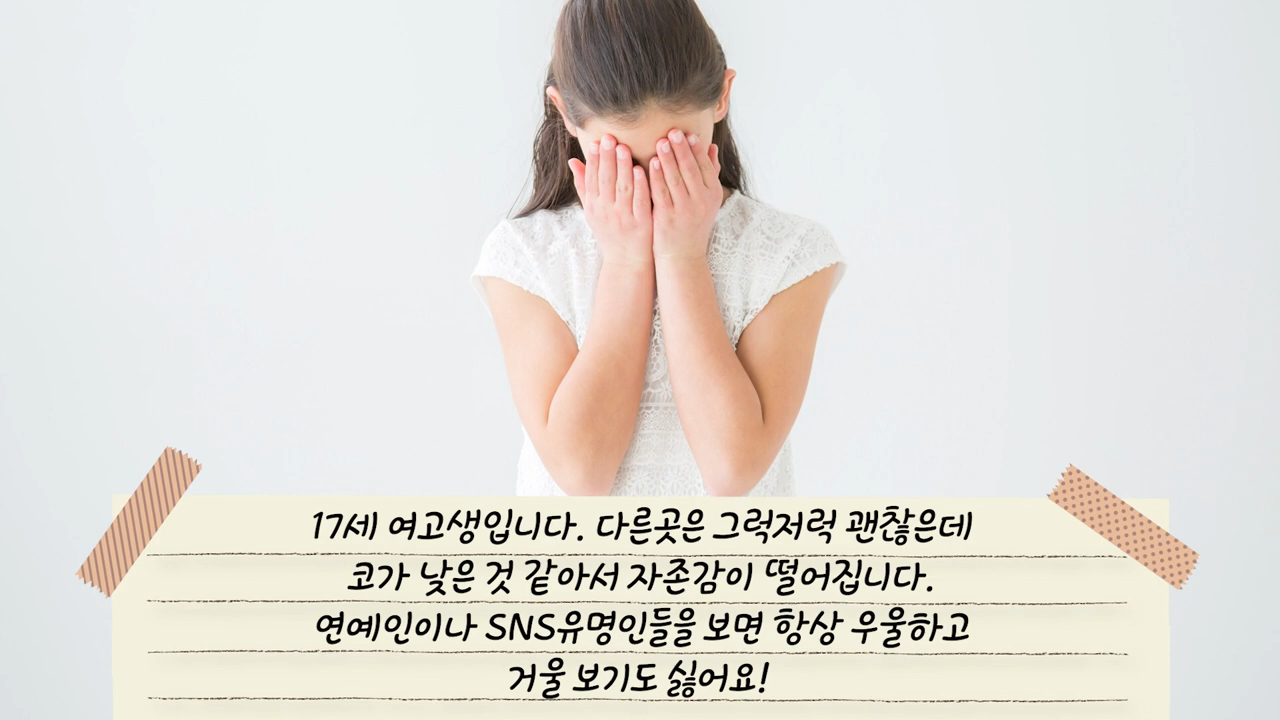 17세 여고생입니다. 다른곳은 그럭저럭 괜찮은데
코가 낮은 것 같아서 자존감이 떨어집니다.
연예인이나 SNS유명인들을 보면 항상 우울하고
거울 보기도 싫어요!